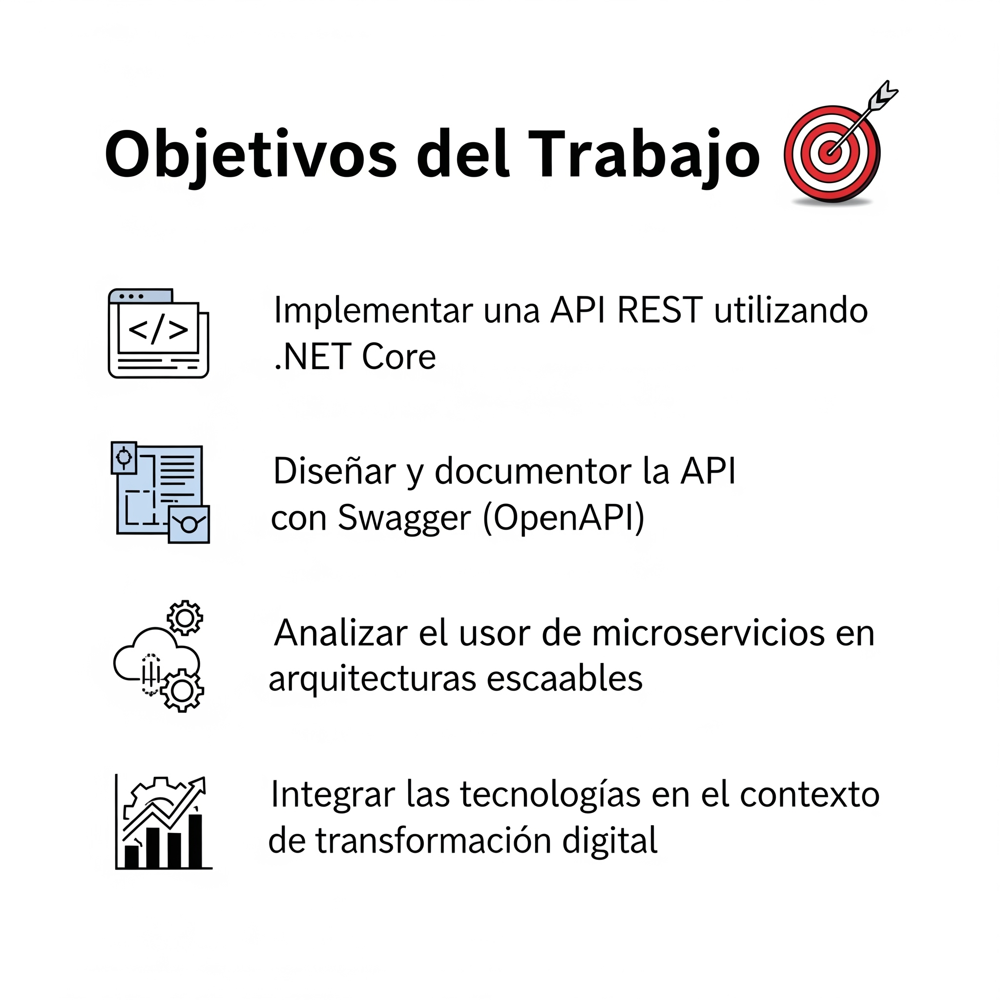 Objetivos del Trabajo
</>
Implementar una API REST utilizando
.NET Core
Diseñar y documentor la API
con Swagger (OpenAPI)
Analizar el usor de microservicios en
arquitecturas escaables
Integrar las tecnologías en el contexto
de transformación digital